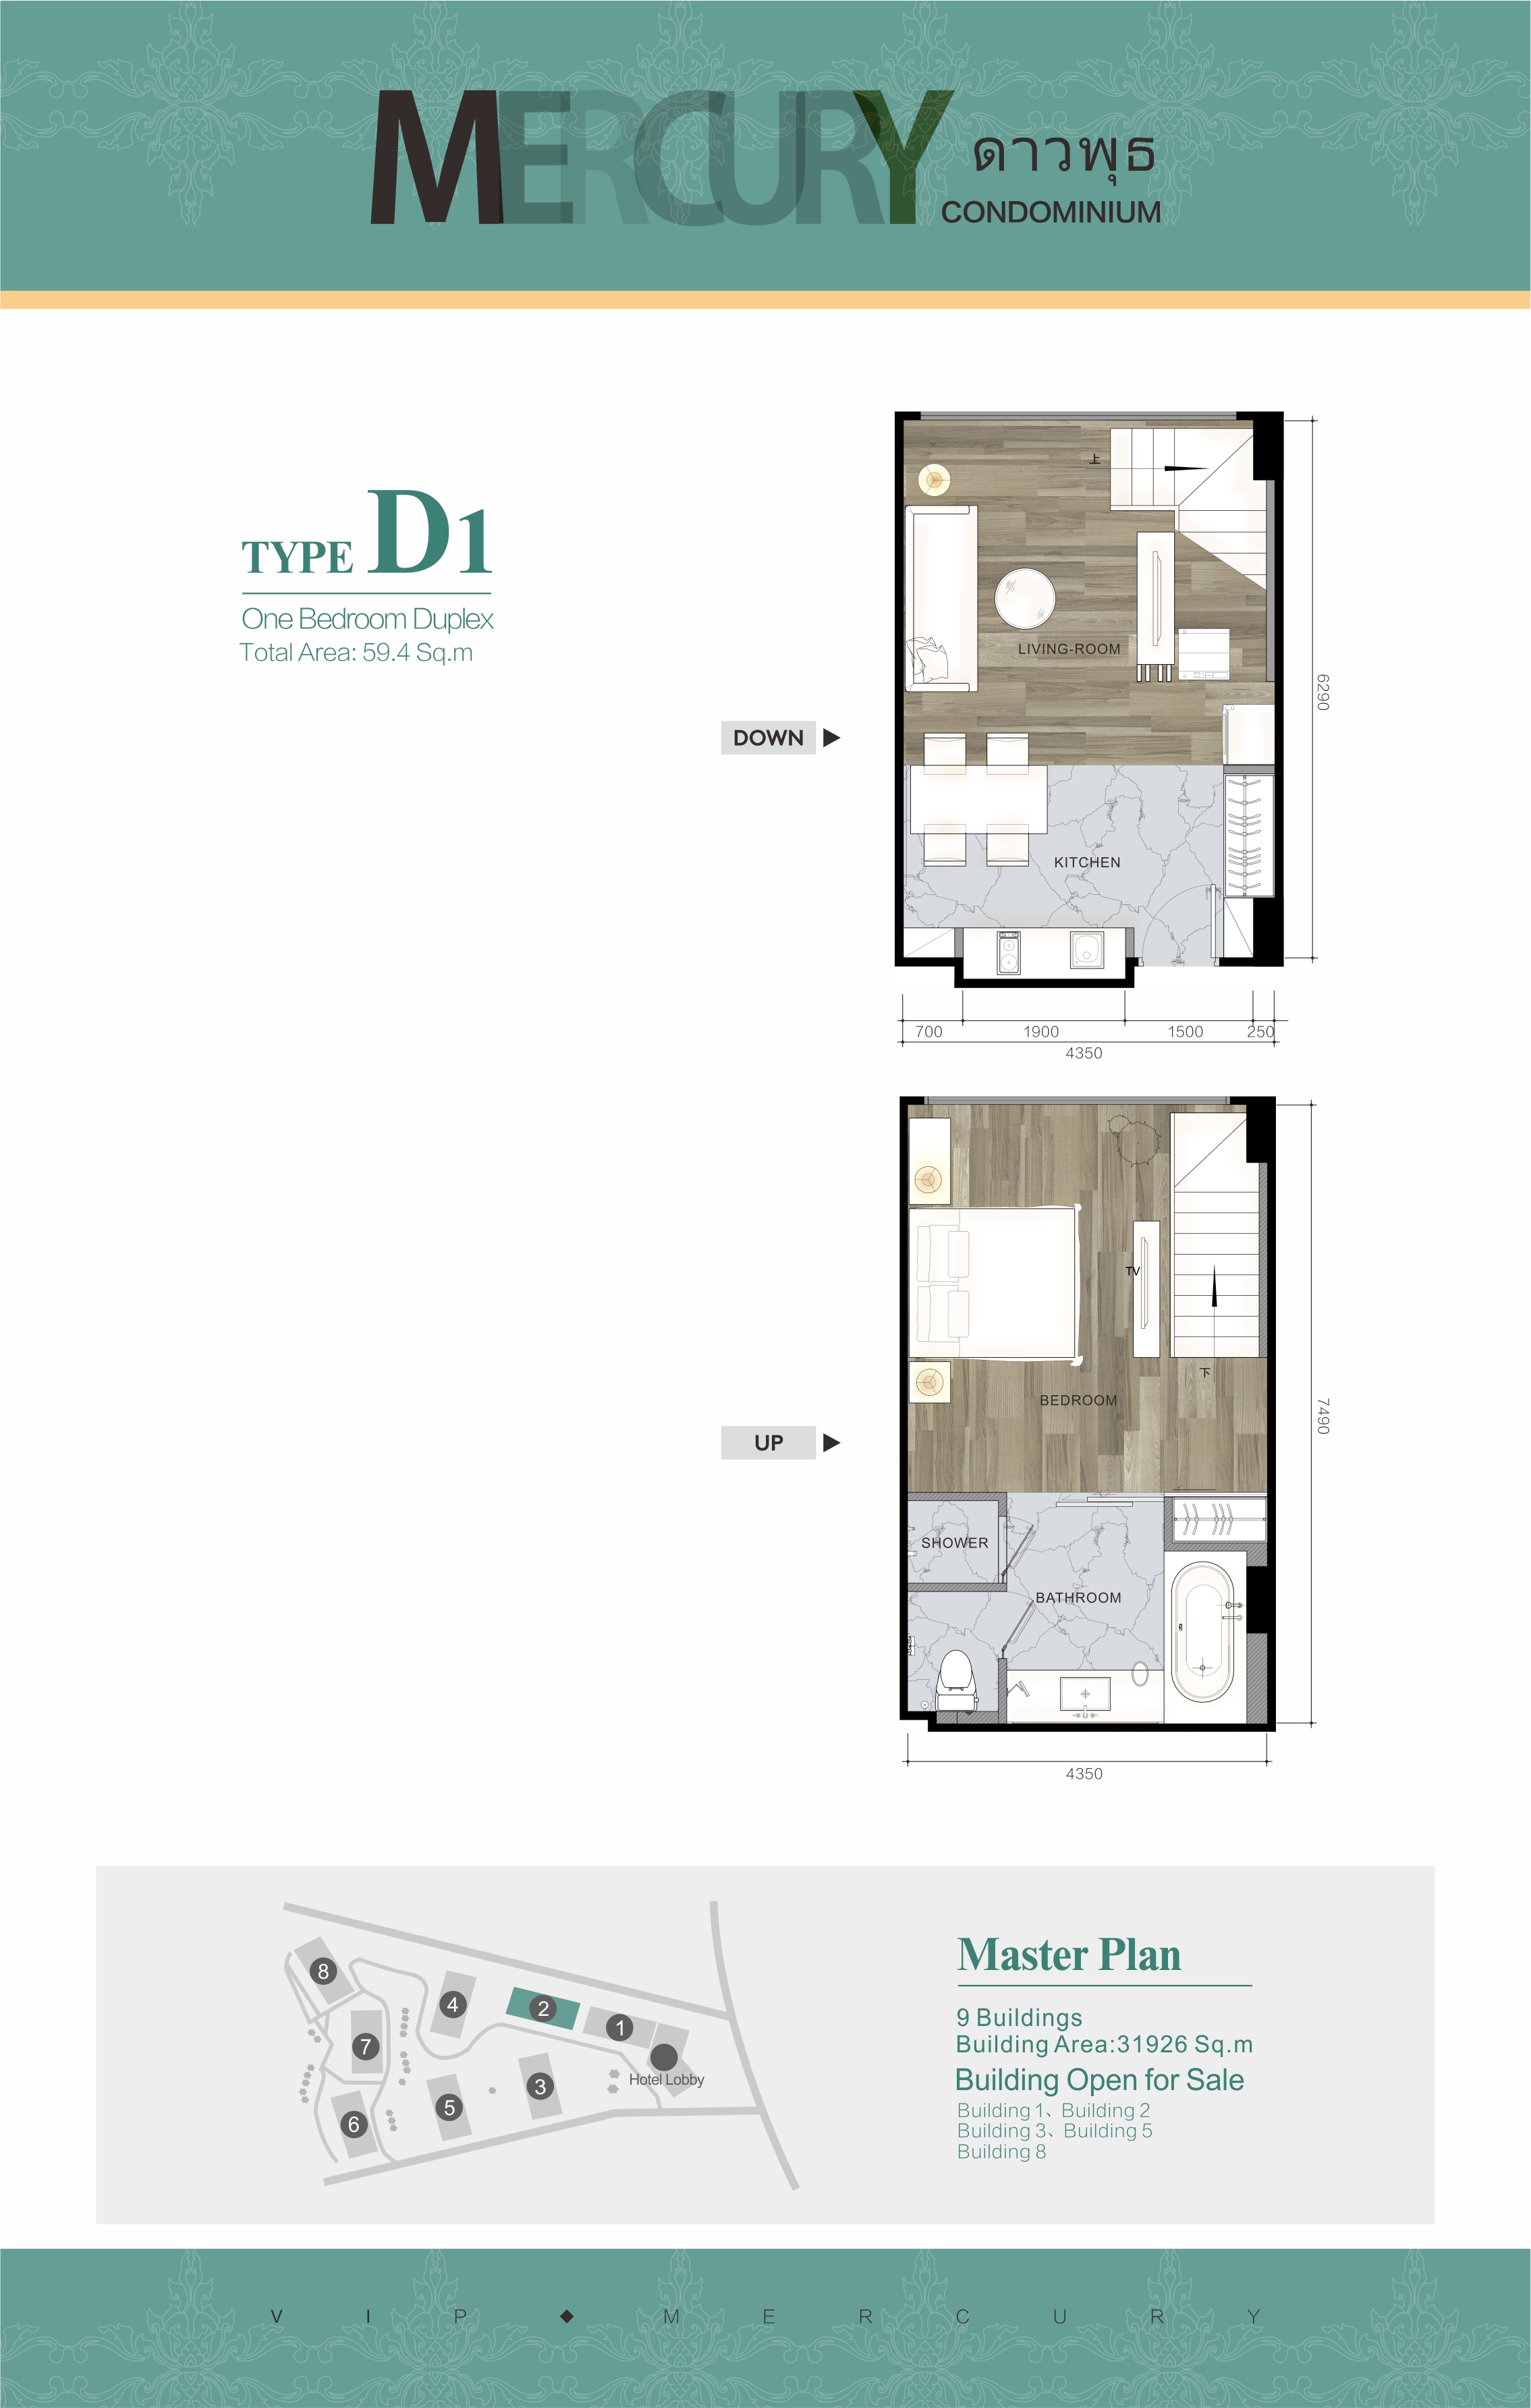 MERCURY
ดาวพุธ
CONDOMINIUM
TYPE D1
One Bedroom Duplex
Total Area: 59.4 Sq.m
DOWN
上
LIVING-ROOM
KITCHEN
6290
700 1900 1500 250
4350
UP
TV
下
BEDROOM
SHOWER
BATHROOM
7490
4350
8
4
2
1
7
Hotel Lobby
3
5
6
Master Plan
9 Buildings
Building Area:31926 Sq.m
Building Open for Sale
Building 1、Building 2
Building 3、Building 5
Building 8
VIP◆MERCURY